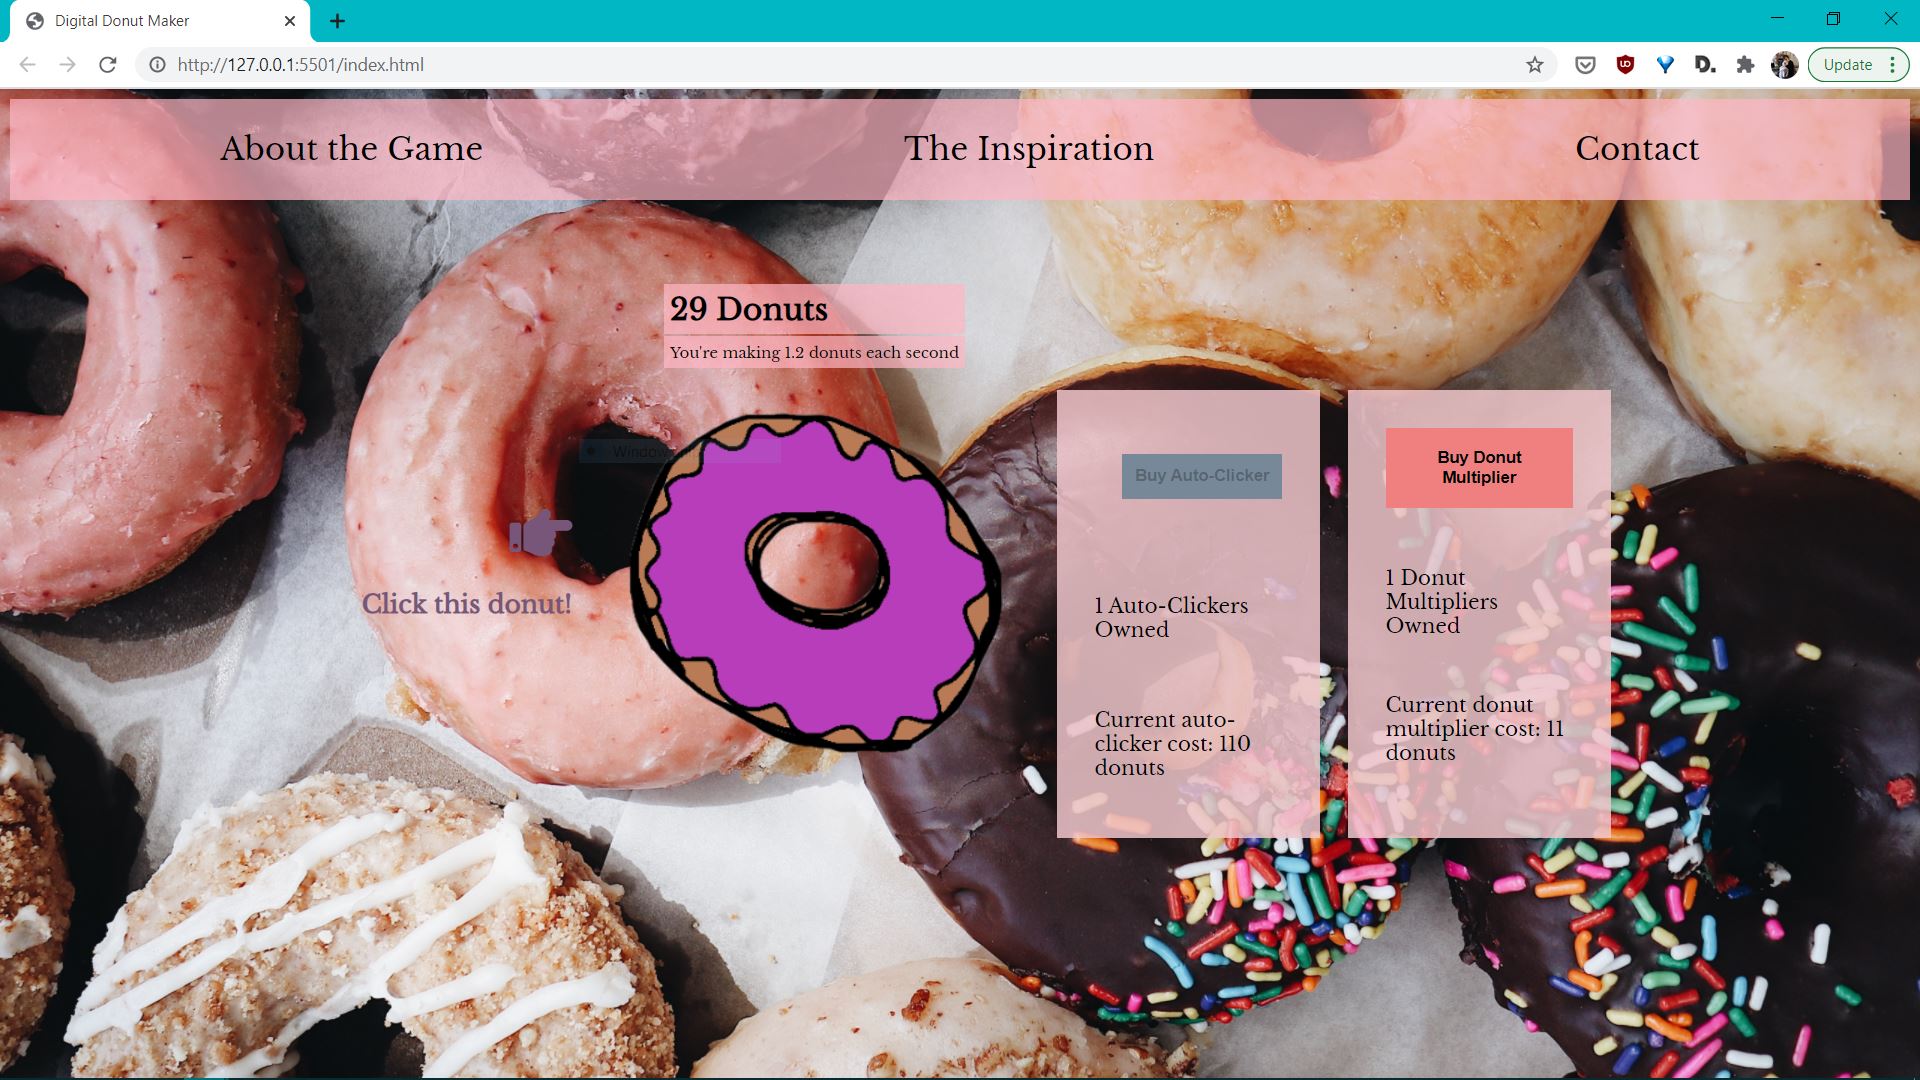 Digital Donut Maker
http://127.0.0.1:5501/index.html
D.
Update
About the Game
The Inspiration
Contact
29 Donuts
You're making 1.2 donuts each second
Click this donut!
Buy Auto-Clicker
1 Auto-Clickers
Owned
Current auto-
clicker cost: 110
donuts
Buy Donut
Multiplier
1 Donut
Multipliers
Owned
Current donut
multiplier cost: 11
donuts